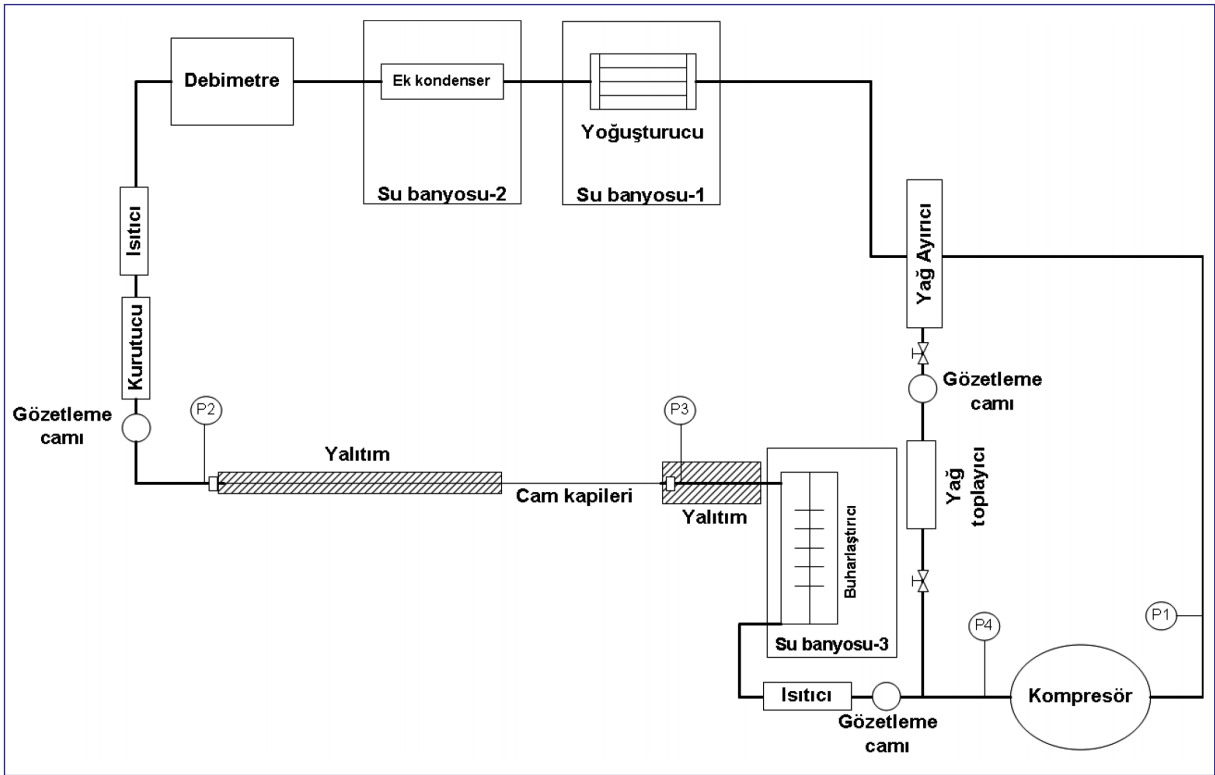 Debimetre
Ek kondenser
Su banyosu-2
Yoğuşturucu
Su banyosu-1
Isıtıcı
Kurutucu
Gözetleme
camı
P2
Yalıtım
Cam kapileri
P3
Yalıtım
Buharlaştırıcı
Su banyosu-3
Yağ Ayırıcı
Gözetleme
camı
Yağ
toplayıcı
Isıtıcı
Gözetleme
camı
P4
Kompresör
P1